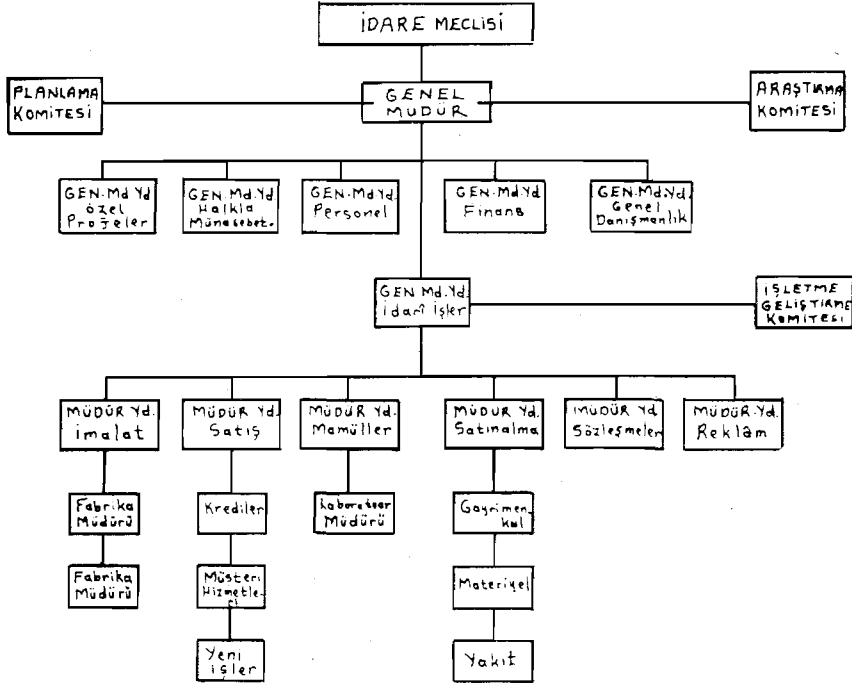 İDARE MECLİSİ
PLANLAMA
KOMİTESİ
GENEL
MÜDÜR
ARAŞTIRMA
KOMİTESİ
GEN.Md.Yd
Özel
Projeler
GEN.Md.Yd.
Halkla
Münasebet.
GEN.Md.Yd.
Personel
GEN.Md.Yd
Finans
GEN.Md.Yd.
Genel
Danışmanlık
GEN Md.Yd.
İdarî işler
İŞLETME
GELİŞTİRME
KOMİTESİ
MÜDÜR Yd.
imalat
MÜDÜR Yd.
Satış
MÜDÜR Yd.
Mamüller
MÜDÜR Yd.
Satınalma
MÜDÜR Yd
Sözleşmeler
MÜDÜR.Yd.
Reklam
Fabrika
Müdürü
Krediler
Laboratuar
Müdürü
Gayrimen-
kul
Fabrika
Müdürü
Müşteri
Hizmetle-
ri
Materiyel
Yeni
işler
Yakıt